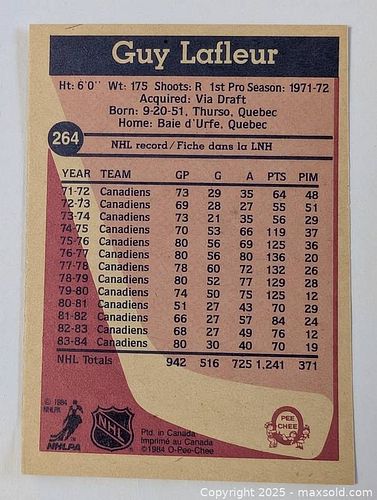 Guy Lafleur
Ht: 6'0" Wt: 175 Shoots: R 1st Pro Season: 1971-72
Acquired: Via Draft
Born: 9-20-51, Thurso, Quebec
Home: Baie d'Urfe, Quebec
264
NHL record/Fiche dans la LNH
YEAR TEAM GP G A PTS PIM
71-72 Canadiens 73 29 35 64 48
72-73 Canadiens 69 28 27 55 51
73-74 Canadiens 73 21 35 56 29
74-75 Canadiens 70 53 66 119 37
75-76 Canadiens 80 56 69 125 36
76-77 Canadiens 80 56 80 136 20
77-78 Canadiens 78 60 72 132 26
78-79 Canadiens 80 52 77 129 28
79-80 Canadiens 74 50 75 125 12
80-81 Canadiens 51 27 43 70 29
81-82 Canadiens 66 27 57 84 24
82-83 Canadiens 68 27 49 76 12
83-84 Canadiens 80 30 40 70 19
NHL Totals 942 516 725 1,241 371
© 1984
NHLPA
NHLPA
NHL
Ptd. in Canada
Imprimé au Canada
©1984 O-Pee-Chee
O
PEE
CHEE
Copyright 2025 - maxsold.com